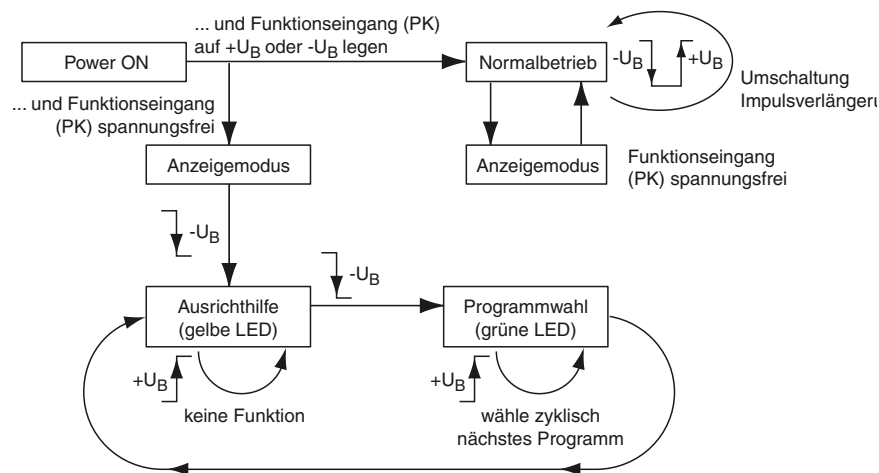 ... und Funktionseingang (PK)
auf +UB oder -UB legen
Power ON
Normalbetrieb
-UB
+UB
Umschaltung
Impulsverlängeru
... und Funktionseingang
(PK) spannungsfrei
Anzeigemodus
Anzeigemodus
Funktionseingang
(PK) spannungsfrei
-UB
-UB
Ausrichthilfe
(gelbe LED)
Programmwahl
(grüne LED)
+UB
keine Funktion
+UB
wähle zyklisch
nächstes Programm